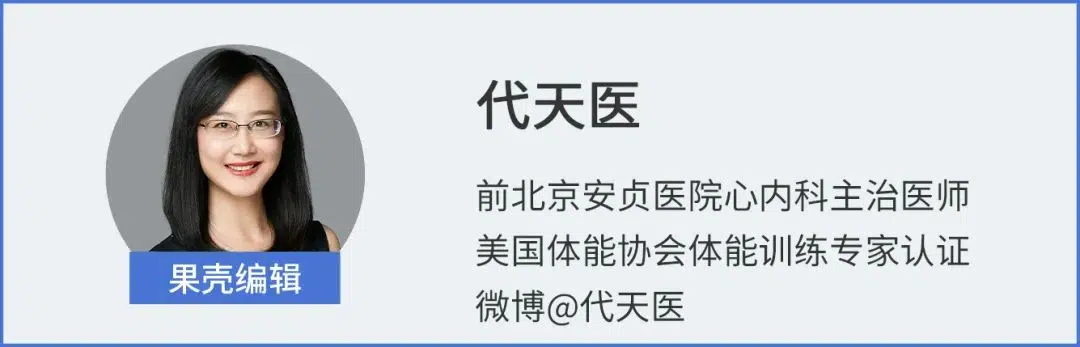 代天医
前北京安贞医院心内科主治医师
美国体能协会体能训练专家认证
微博@代天医
果壳编辑